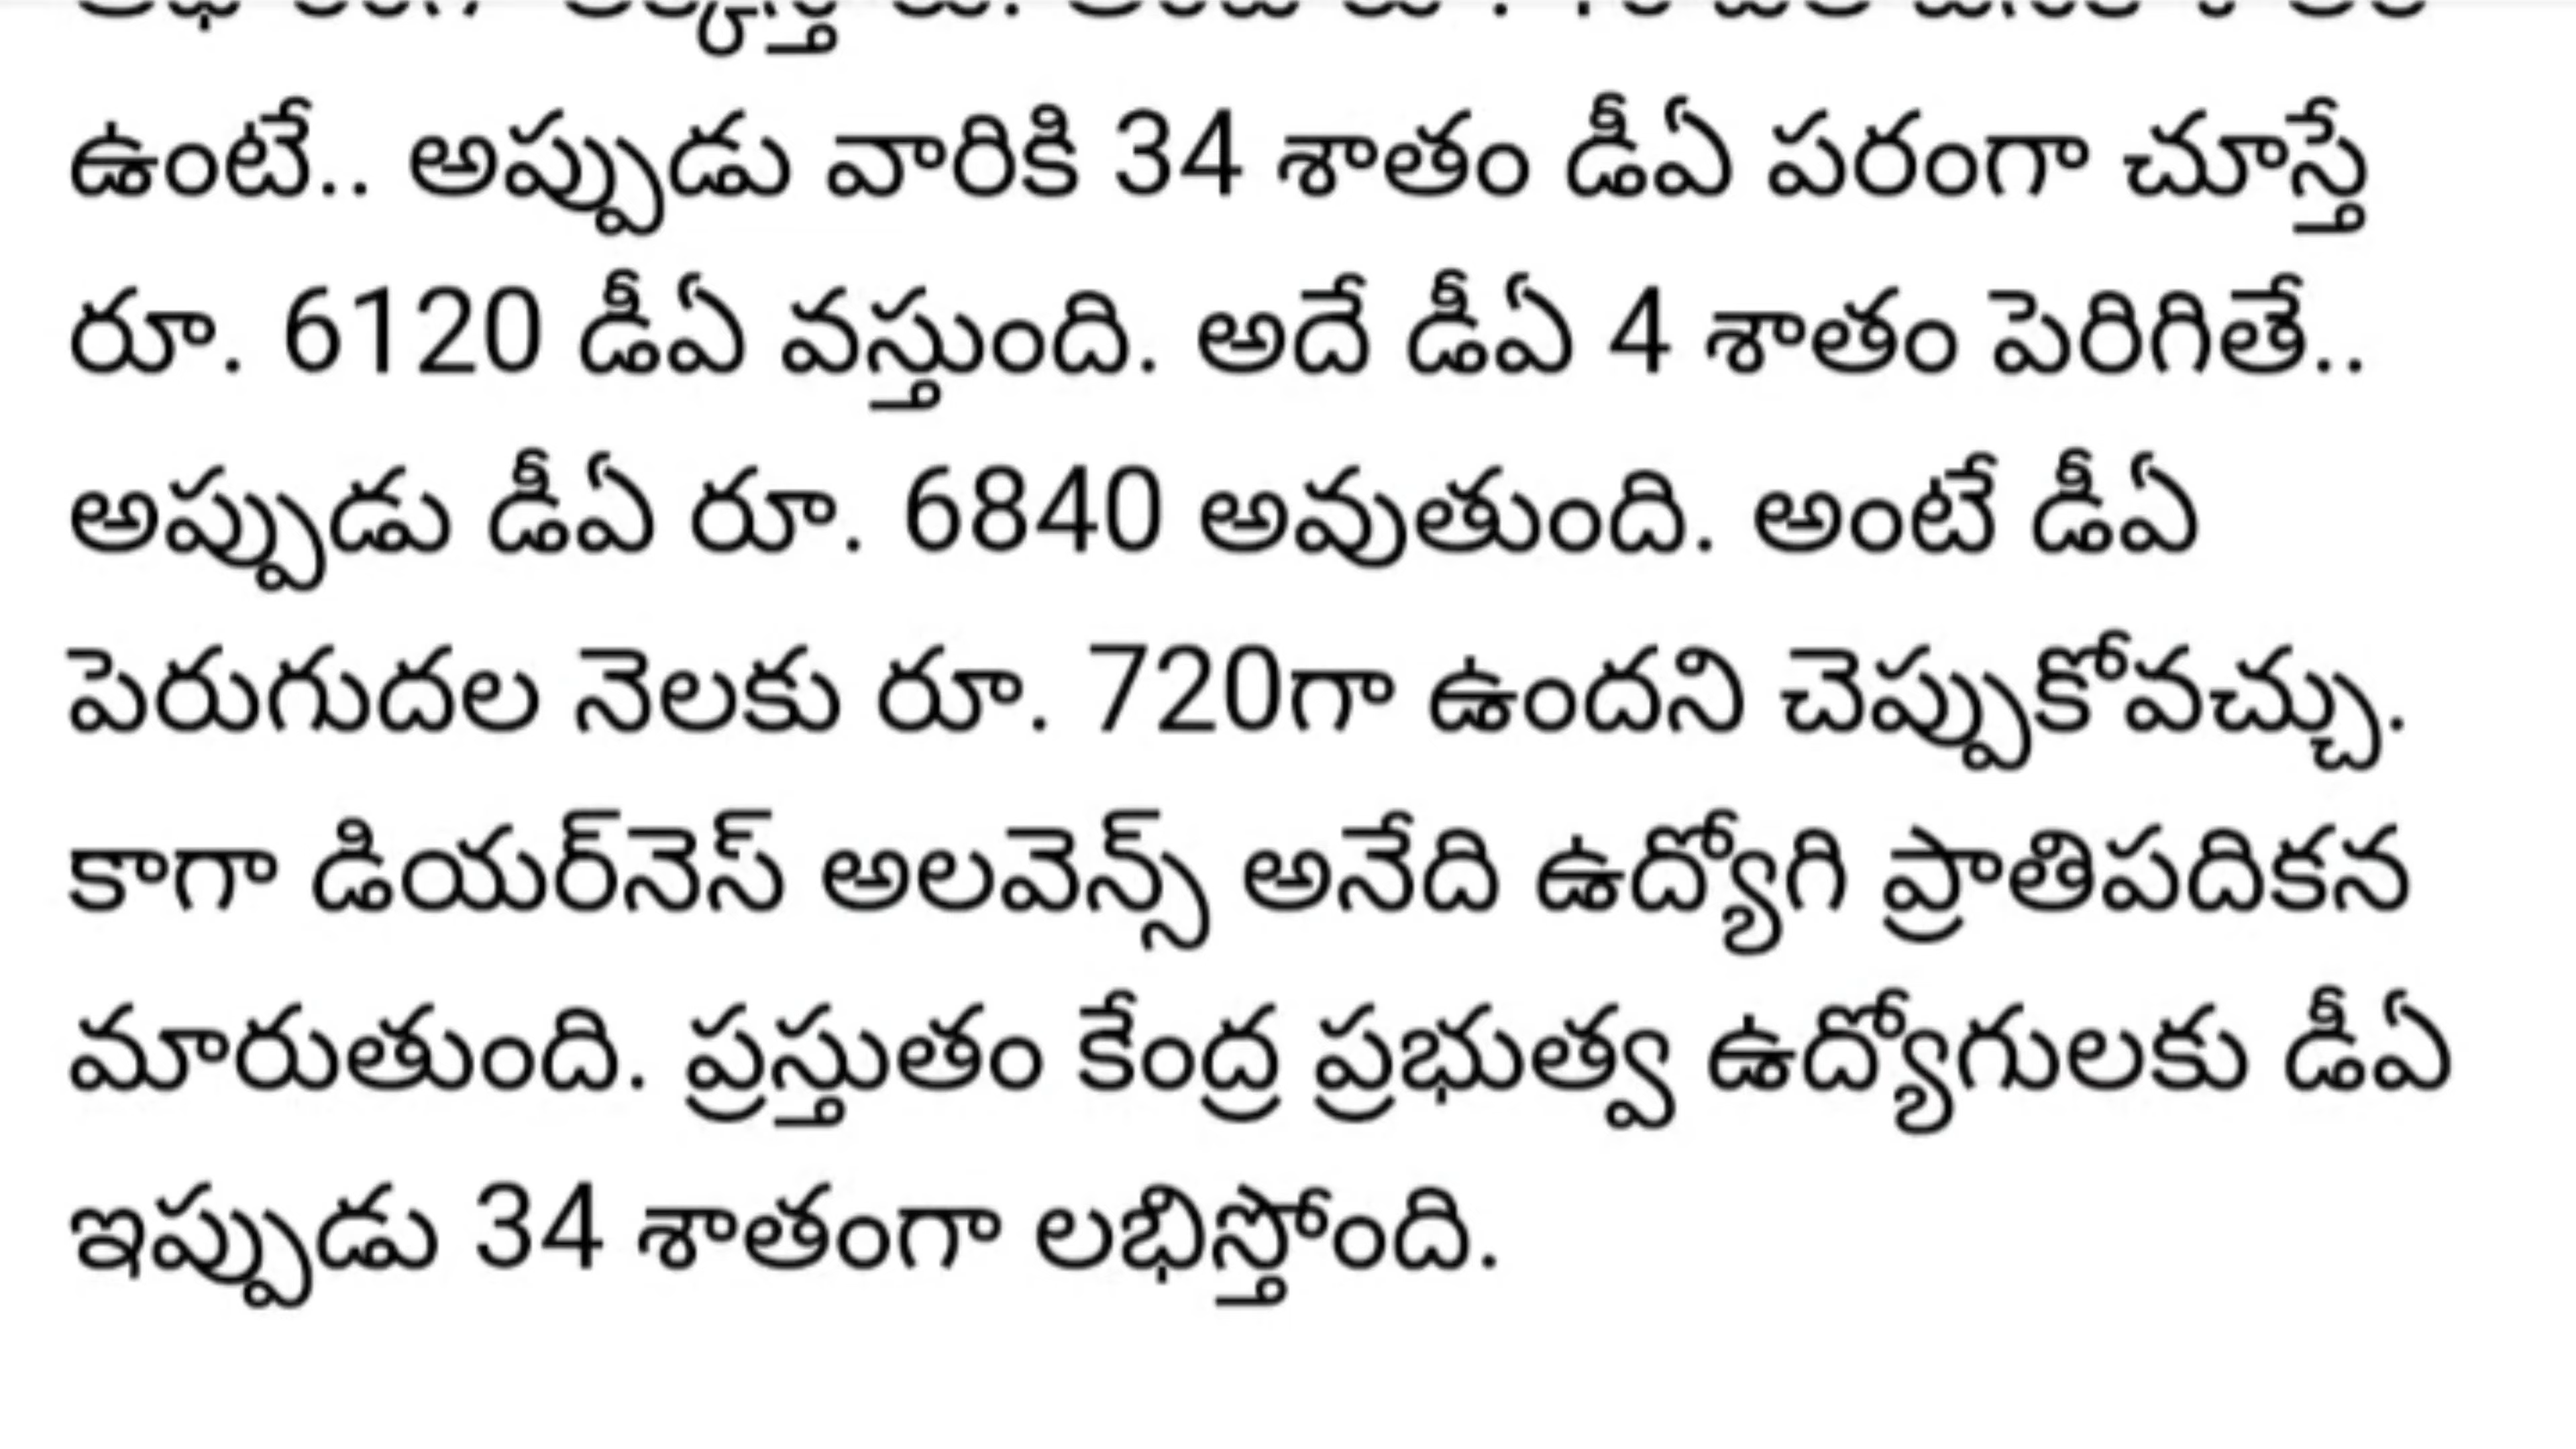 ఉంటే.. అప్పుడు వారికి 34 శాతం డీఏ పరంగా చూస్తే
రూ. 6120 డీఏ వస్తుంది. అదే డీఏ 4 శాతం పెరిగితే..
అప్పుడు డీఏ రూ. 6840 అవుతుంది. అంటే డీఏ
పెరుగుదల నెలకు రూ. 720గా ఉందని చెప్పుకోవచ్చు.
కాగా డియర్‌నెస్ అలవెన్స్ అనేది ఉద్యోగి ప్రాతిపదికన
మారుతుంది. ప్రస్తుతం కేంద్ర ప్రభుత్వ ఉద్యోగులకు డీఏ
ఇప్పుడు 34 శాతంగా లభిస్తోంది.